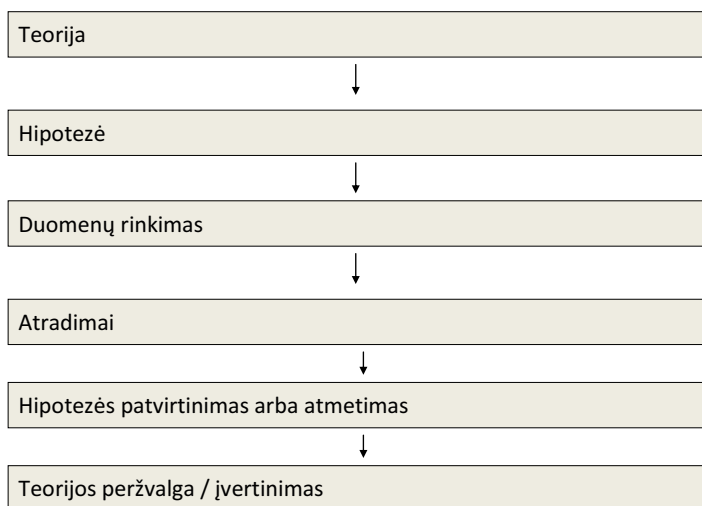 Teorija
Hipotezė
Duomenų rinkimas
Atradimai
Hipotezės patvirtinimas arba atmetimas
Teorijos peržvalga / įvertinimas